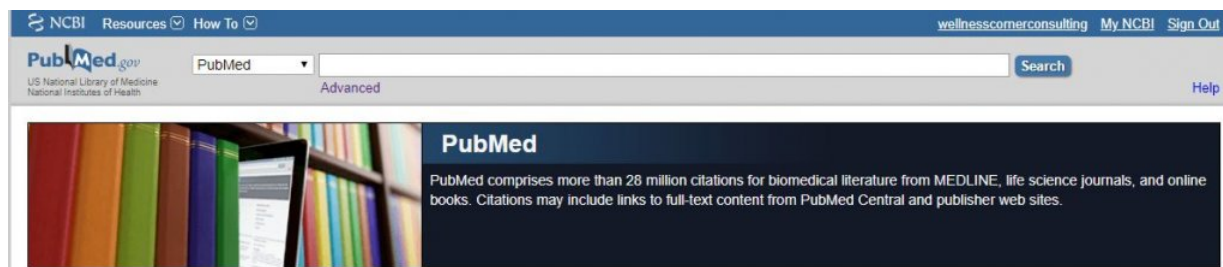 NCBI Resources How To wellnesscornerconsulting My NCBI Sign Out
PubMed.gov PubMed Search
US National Library of Medicine
National Institutes of Health
Advanced Help
PubMed
PubMed comprises more than 28 million citations for biomedical literature from MEDLINE, life science journals, and online
books. Citations may include links to full-text content from PubMed Central and publisher web sites.